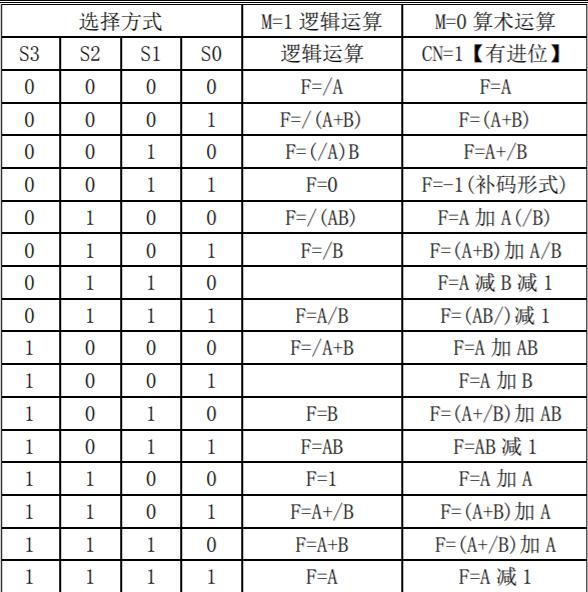 选择方式 M=1 逻辑运算 M=0 算术运算
S3 S2 S1 S0 逻辑运算 CN=1【有进位】
0 0 0 0 F=/A F=A
0 0 0 1 F=/(A+B) F=(A+B)
0 0 1 0 F=(/A)B F=A+/B
0 0 1 1 F=0 F=-1(补码形式)
0 1 0 0 F=/(AB) F=A 加 A(/B)
0 1 0 1 F=/B F=(A+B)加 A/B
0 1 1 0 F=A 减 B 减 1
0 1 1 1 F=A/B F=(AB/)减 1
1 0 0 0 F=/A+B F=A 加 AB
1 0 0 1 F=A 加 B
1 0 1 0 F=B F=(A+/B)加 AB
1 0 1 1 F=AB F=AB 减 1
1 1 0 0 F=1 F=A 加 A
1 1 0 1 F=A+/B F=(A+B)加 A
1 1 1 0 F=A+B F=(A+/B)加 A
1 1 1 1 F=A F=A 减 1